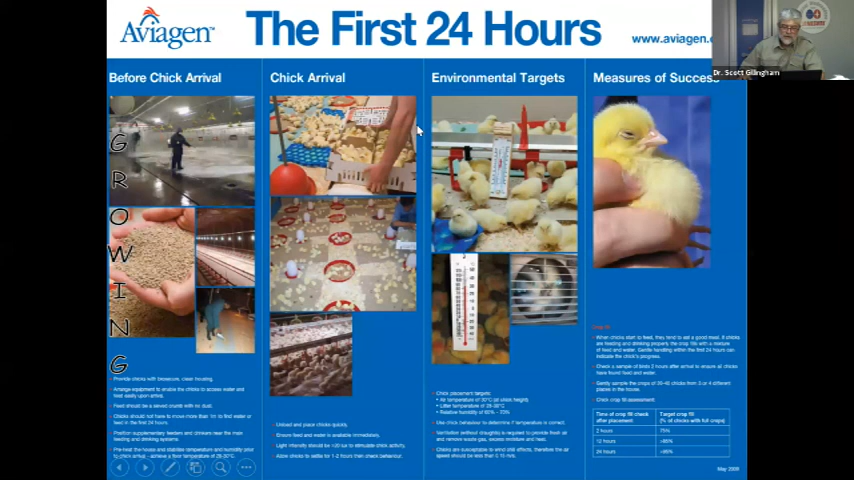 Aviagen™
The First 24 Hours
www.aviagen.
Dr. Scott Gillingham
Before Chick Arrival
Chick Arrival
Environmental Targets
Measures of Success
G
R
O
W
I
N
G
Provide chicks with biosecure, clean housing.
Arrange equipment to enable the chicks to access water and
feed easily upon arrival.
Feed should be a sieved crumb with no dust.
Chicks should not have to move more than 1m to find water or
feed in the first 24 hours.
Position supplementary feeders and drinkers near the main
feeding and drinking systems.
Pre-heat the house and stabilize temperature and humidity prior
to chick arrival - achieve a floor temperature of 28-30°C.
Unload and place chicks quickly.
Ensure feed and water is available immediately.
Light intensity should be >20 lux to stimulate chick activity.
Allow chicks to settle for 1-2 hours then check behaviour.
Chick placement targets:
Air temperature of 30°C (at chick height)
Litter temperature of 28-30°C
Relative humidity of 60% - 70%
Use chick behaviour to determine if temperature is correct.
Ventilation without draughts is required to provide fresh air
and remove waste gas, excess moisture and heat.
Chicks are susceptible to wind chill effects, therefore the air
speed should be less than 0.15 m/s.
Crop fill
When chicks start to feed, they tend to eat a good meal. If chicks
are feeding and drinking properly the crop fills with a mixture
of feed and water. Gentle handling within the first 24 hours can
indicate the chick's progress.
Check a sample of birds 2 hours after arrival to ensure all chicks
have found feed and water.
Gently sample the crops of 30-40 chicks from 3 or 4 different
places in the house.
Chick crop fill assessment:
Time of crop fill check
after placement:
Target crop fill
(% of chicks with full crops)
2 hours
75%
12 hours
>85%
24 hours
>95%
May 2009